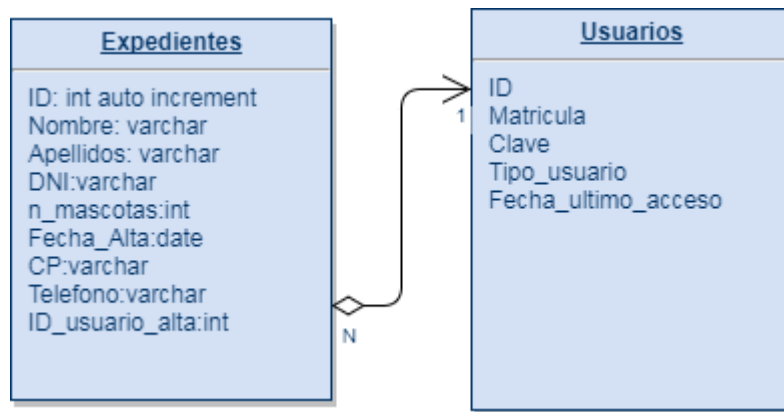 Expedientes
ID: int auto increment
Nombre: varchar
Apellidos: varchar
DNI:varchar
n_mascotas:int
Fecha_Alta:date
CP:varchar
Telefono:varchar
ID_usuario_alta:int
N
1
Usuarios
ID
Matricula
Clave
Tipo_usuario
Fecha_ultimo_acceso